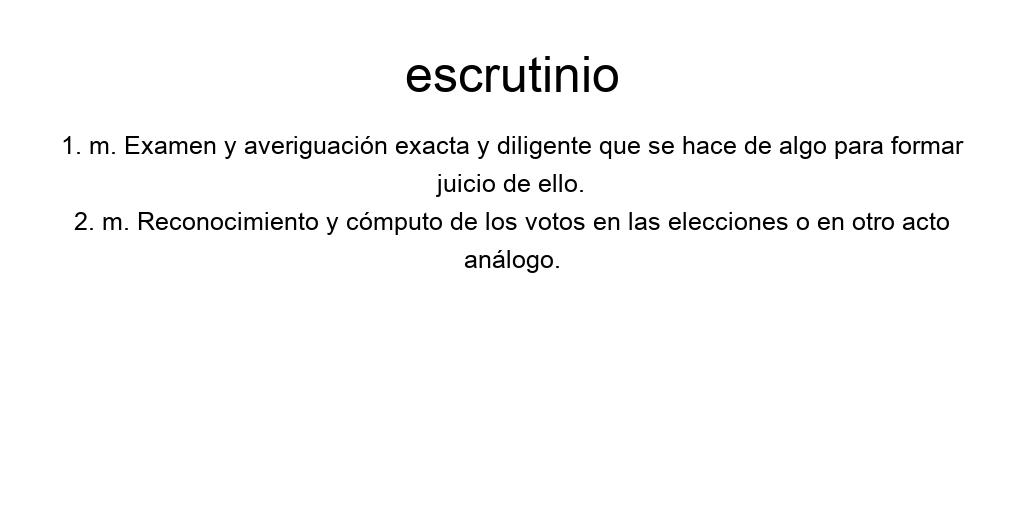 escrutinio
1. m. Examen y averiguación exacta y diligente que se hace de algo para formar
juicio de ello.
2. m. Reconocimiento y cómputo de los votos en las elecciones o en otro acto
análogo.